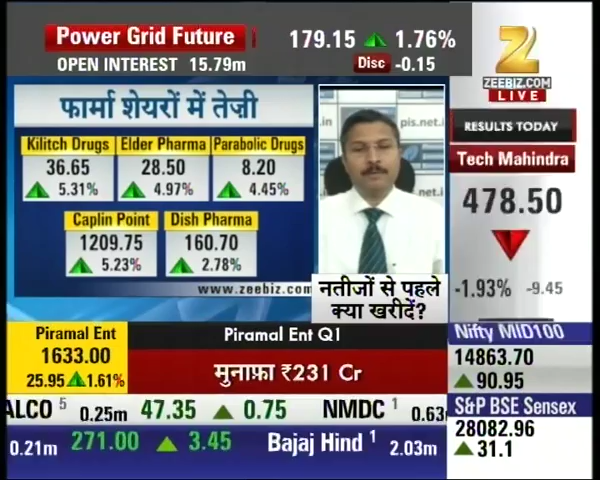 Power Grid Future
179.15 1.76%
OPEN INTEREST 15.79m
Disc -0.15
ZEEBIZ.COM
LIVE
फार्मा शेयरों में तेज़ी
Kilitch Drugs
36.65
5.31%
Elder Pharma
28.50
4.97%
Parabolic Drugs
8.20
4.45%
Caplin Point
1209.75
5.23%
Dish Pharma
160.70
2.78%
www.zeebiz.com
pis.net.in
नतीजों से पहले
क्या खरीदें?
RESULTS TODAY
Tech Mahindra
478.50
-1.93% -9.45
Piramal Ent
1633.00
25.95 1.61%
Piramal Ent Q1
मुनाफ़ा ₹231 Cr
Nifty MID100
14863.70
90.95
S&P BSE Sensex
28082.96
31.1
ALCO 5 0.25m 47.35 0.75 NMDC 1 0.63
0.21m 271.00 3.45 Bajaj Hind 1 2.03m